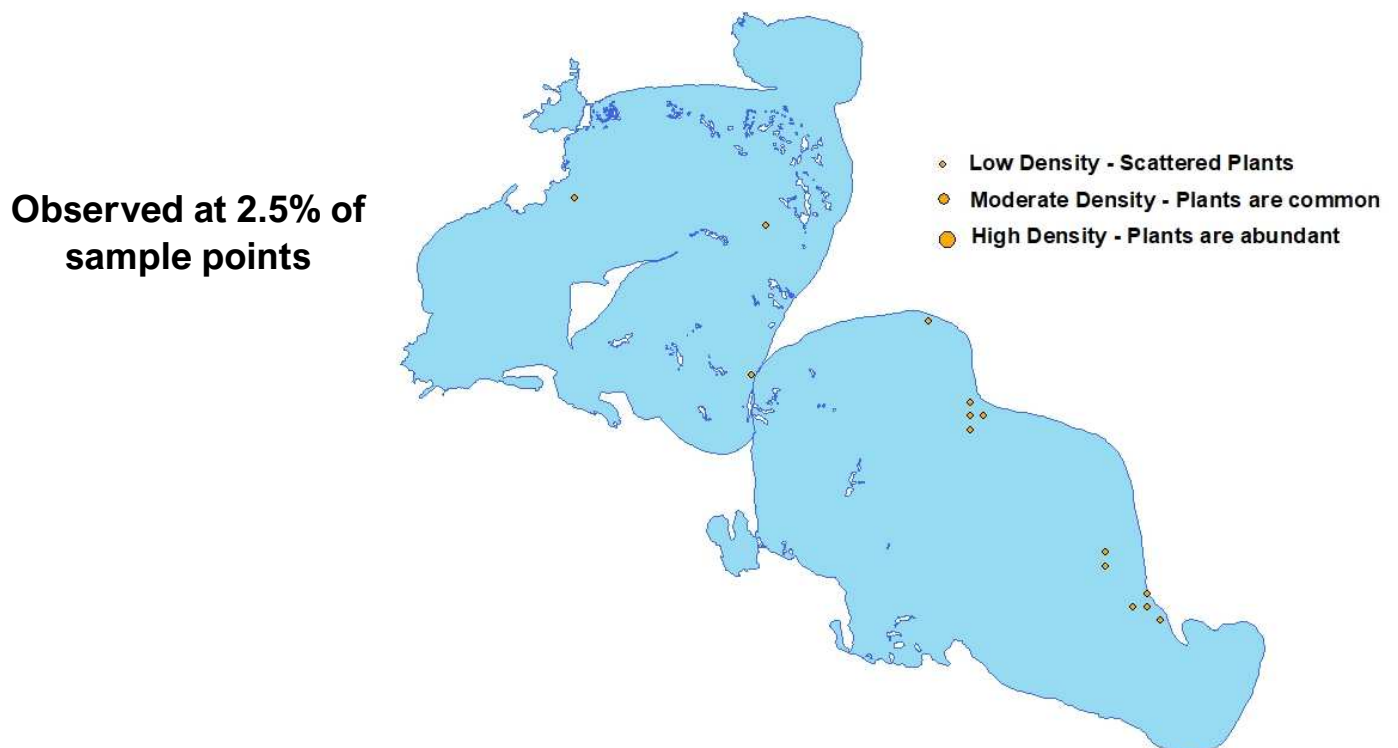 Observed at 2.5% of
sample points
Low Density - Scattered Plants
Moderate Density - Plants are common
High Density - Plants are abundant